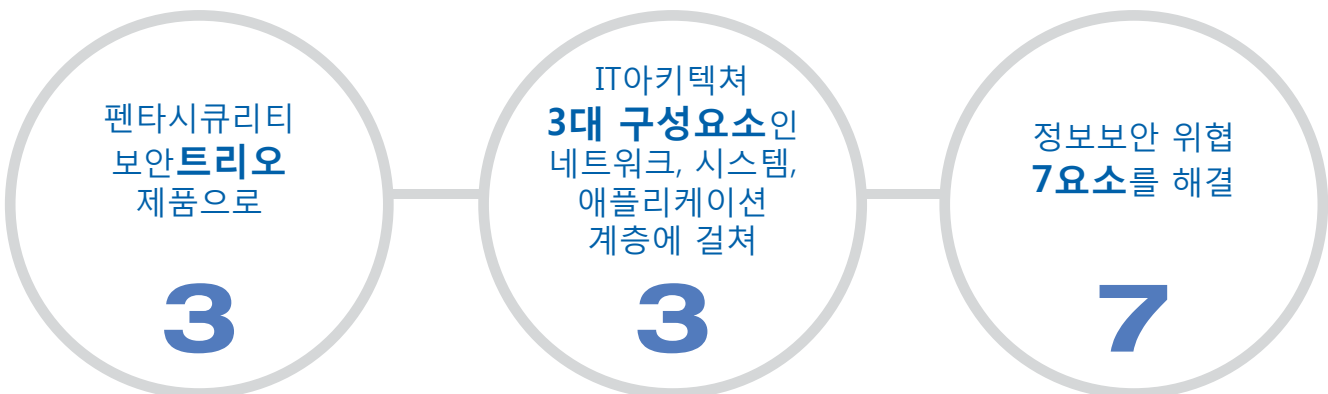 펜타시큐리티
보안트리오
제품으로
3
IT아키텍쳐
3대 구성요소인
네트워크, 시스템,
애플리케이션
계층에 걸쳐
3
정보보안 위협
7요소를 해결
7